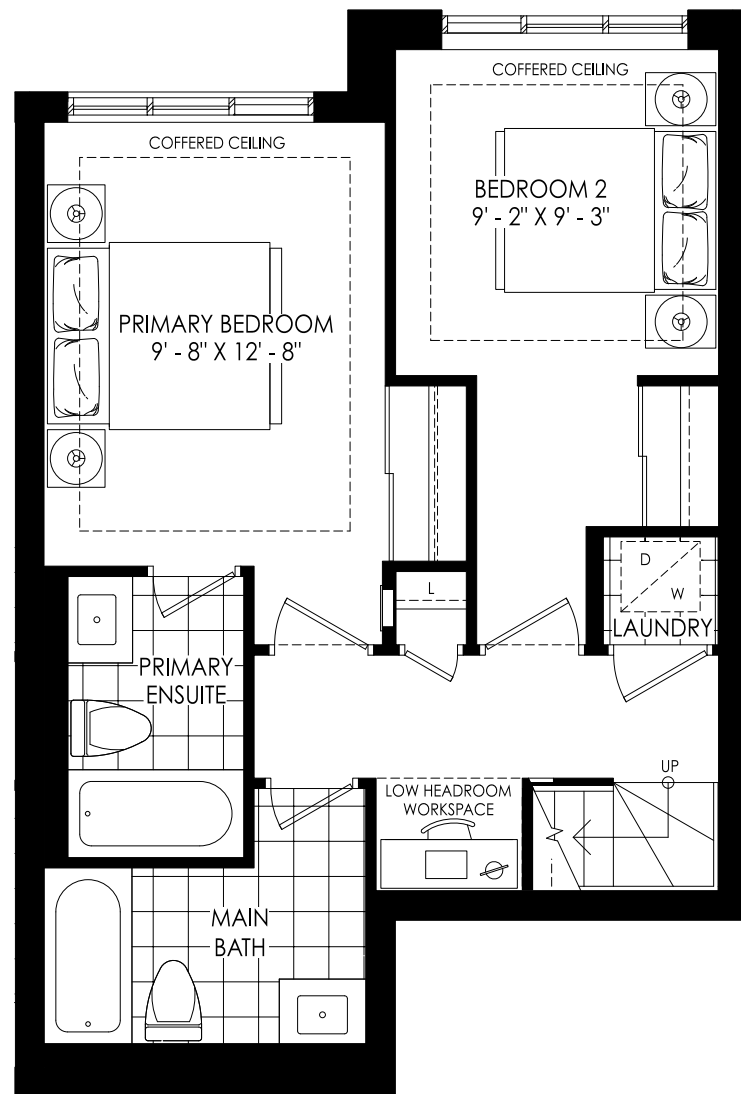 COFFERED CEILING
BEDROOM 2
9' - 2" X 9' - 3"
COFFERED CEILING
PRIMARY BEDROOM
9' - 8" X 12' - 8"
L
D
W
LAUNDRY
PRIMARY
ENSUITE
UP
LOW HEADROOM
WORKSPACE
MAIN
BATH